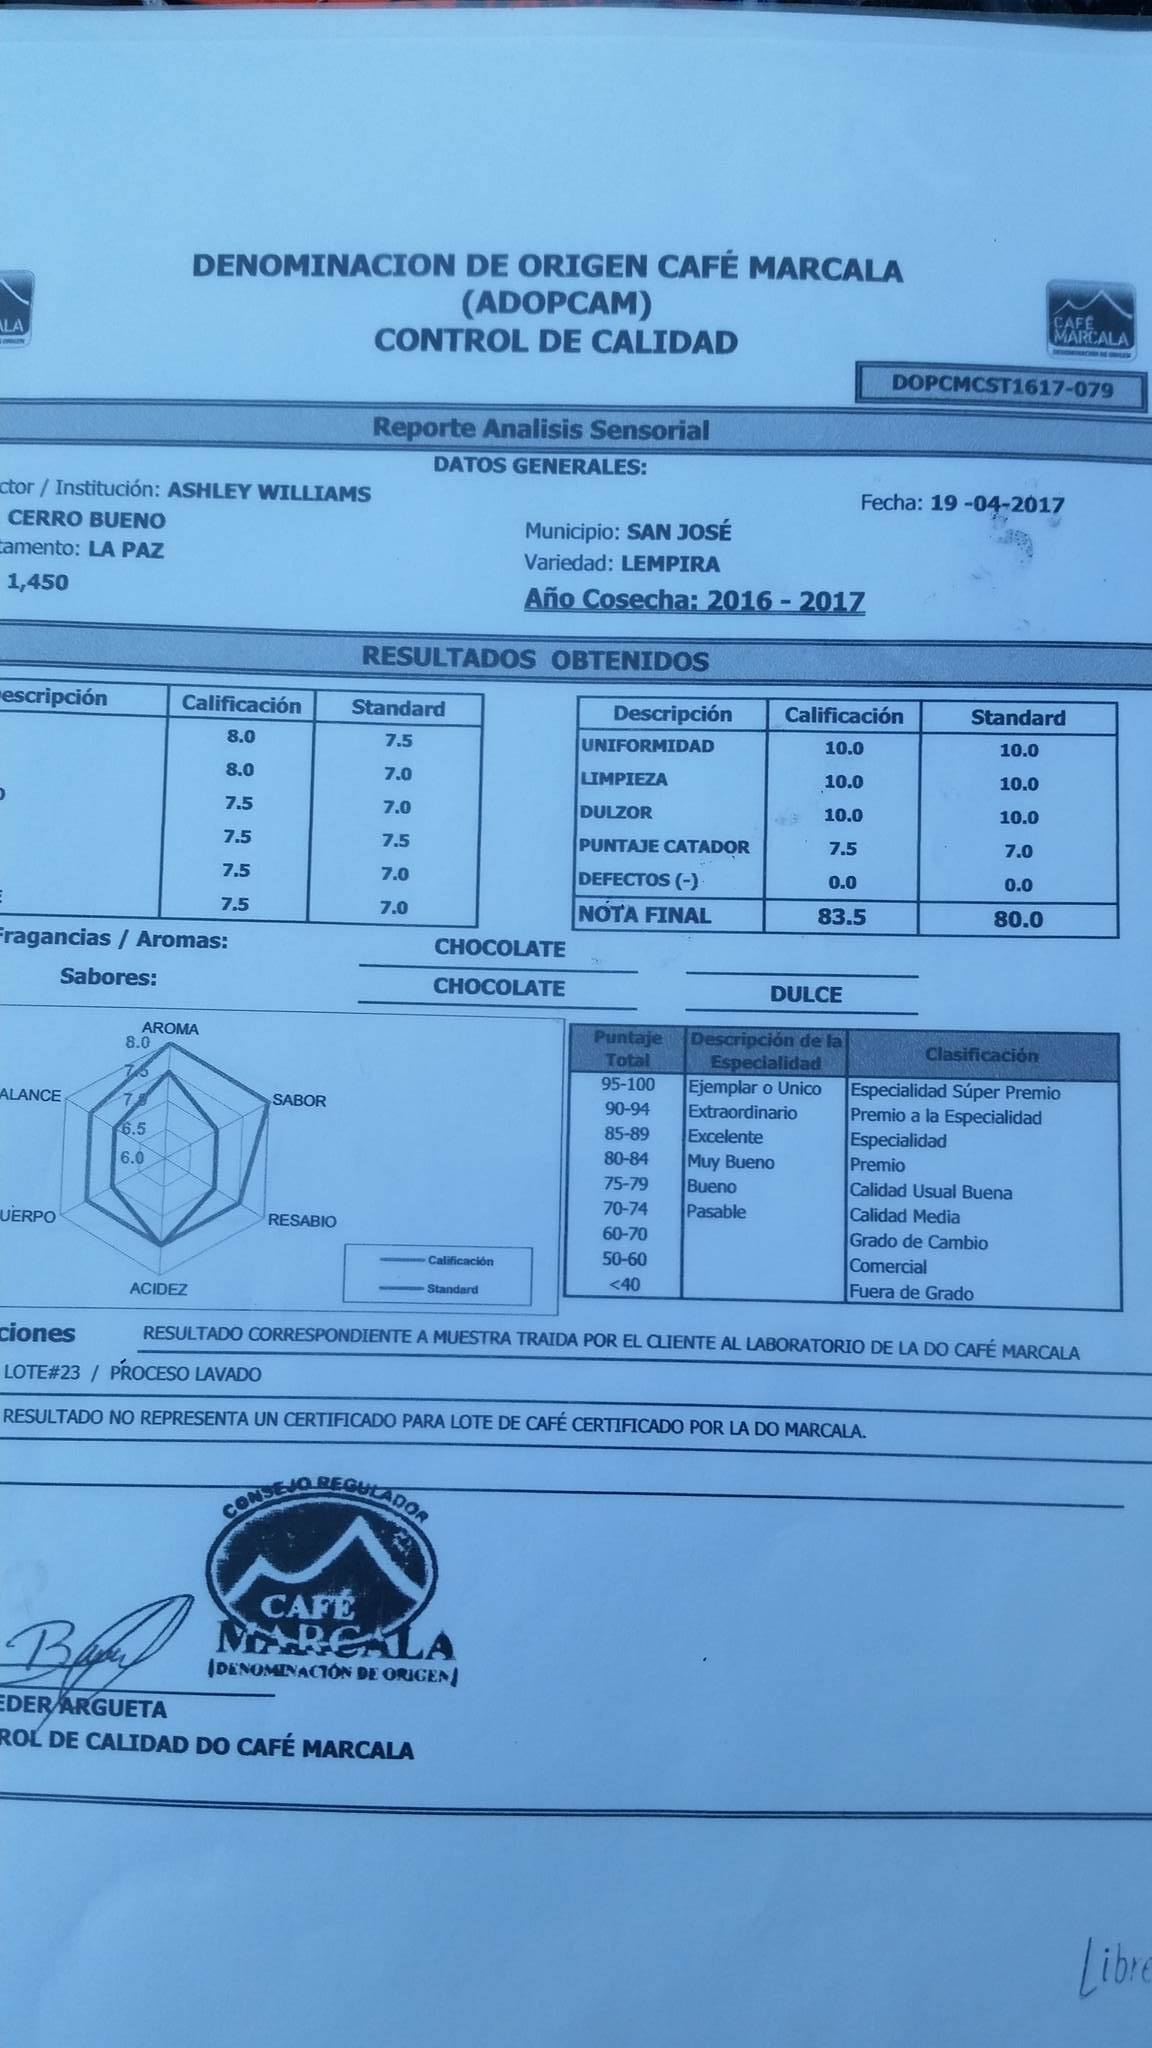 DENOMINACION DE ORIGEN CAFÉ MARCALA
(ADOPCAM)
CONTROL DE CALIDAD
ALA
CAFÉ
MARCALA
DENOMINACIÓN DE ORIGEN
DOPCMCST1617-079
Reporte Analisis Sensorial
DATOS GENERALES:
ctor / Institución: ASHLEY WILLIAMS
Fecha: 19 -04-2017
CERRO BUENO
Municipio: SAN JOSÉ
tamento: LA PAZ
Variedad: LEMPIRA
1,450
Año Cosecha: 2016 - 2017
RESULTADOS OBTENIDOS
escripción Calificación Standard
8.0 7.5
8.0 7.0
O 7.5 7.0
7.5 7.5
7.5 7.0
E 7.5 7.0
Descripción Calificación Standard
UNIFORMIDAD 10.0 10.0
LIMPIEZA 10.0 10.0
DULZOR 10.0 10.0
PUNTAJE CATADOR 7.5 7.0
DEFECTOS (-) 0.0 0.0
NOTA FINAL 83.5 80.0
Fragancias / Aromas: CHOCOLATE
Sabores: CHOCOLATE DULCE
AROMA
8.0
7.5
ALANCE
7.0
SABOR
6.5
6.0
UERPO
RESABIO
ACIDEZ
Calificación
Standard
Puntaje Total Descripción de la Especialidad Clasificación
95-100 Ejemplar o Unico Especialidad Súper Premio
90-94 Extraordinario Premio a la Especialidad
85-89 Excelente Especialidad
80-84 Muy Bueno Premio
75-79 Bueno Calidad Usual Buena
70-74 Pasable Calidad Media
60-70 Grado de Cambio
50-60 Comercial
<40 Fuera de Grado
ciones RESULTADO CORRESPONDIENTE A MUESTRA TRAIDA POR EL CLIENTE AL LABORATORIO DE LA DO CAFÉ MARCALA
LOTE#23 / PROCESO LAVADO
RESULTADO NO REPRESENTA UN CERTIFICADO PARA LOTE DE CAFÉ CERTIFICADO POR LA DO MARCALA.
CONSEJO REGULADOR
CAFÉ
MARCALA
DENOMINACIÓN DE ORIGEN
EDER ARGUETA
ROL DE CALIDAD DO CAFÉ MARCALA
Libre